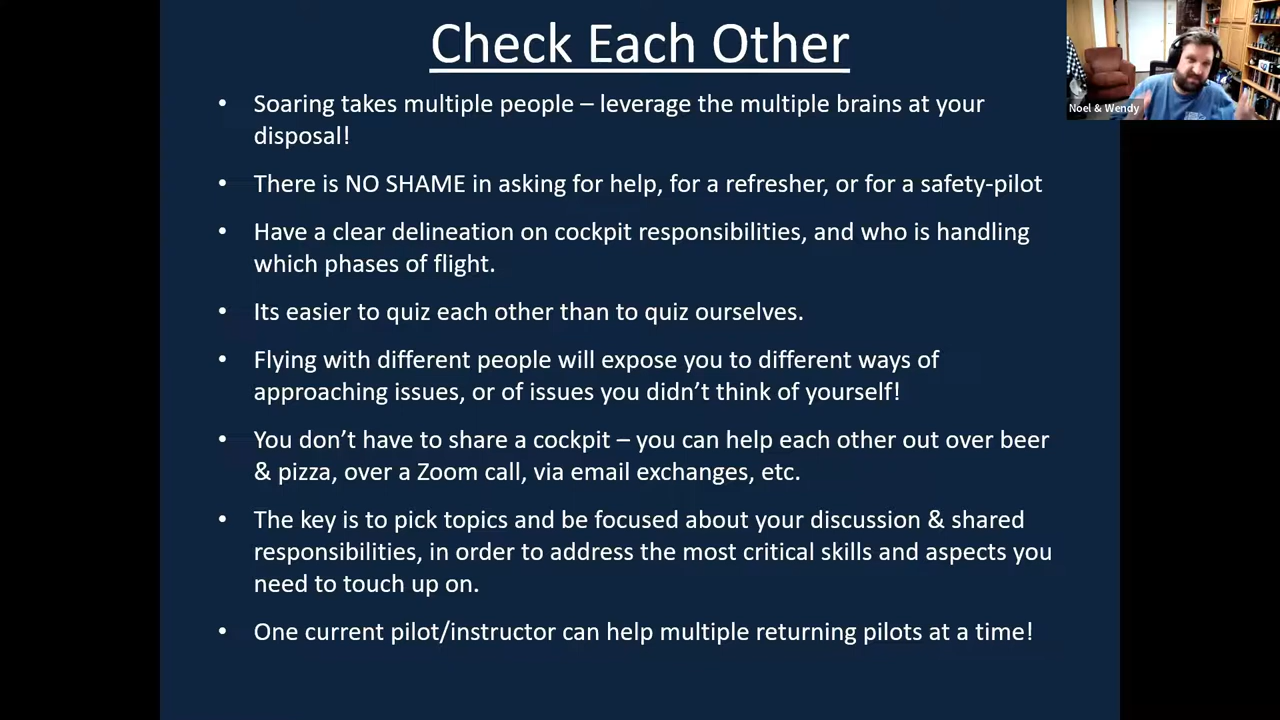 Check Each Other
Noel & Wendy
• Soaring takes multiple people – leverage the multiple brains at your
disposal!
• There is NO SHAME in asking for help, for a refresher, or for a safety-pilot
• Have a clear delineation on cockpit responsibilities, and who is handling
which phases of flight.
• Its easier to quiz each other than to quiz ourselves.
• Flying with different people will expose you to different ways of
approaching issues, or of issues you didn’t think of yourself!
• You don’t have to share a cockpit – you can help each other out over beer
& pizza, over a Zoom call, via email exchanges, etc.
• The key is to pick topics and be focused about your discussion & shared
responsibilities, in order to address the most critical skills and aspects you
need to touch up on.
• One current pilot/instructor can help multiple returning pilots at a time!